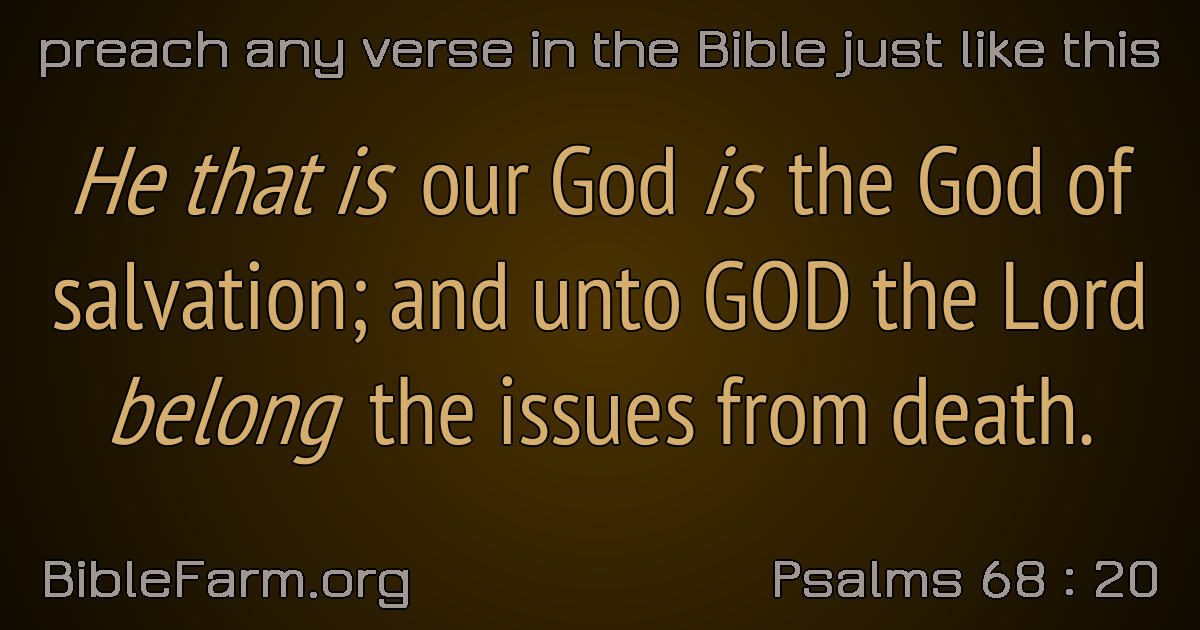 preach any verse in the Bible just like this
He that is our God is the God of
salvation; and unto GOD the Lord
belong the issues from death.
BibleFarm.org
Psalms 68 : 20